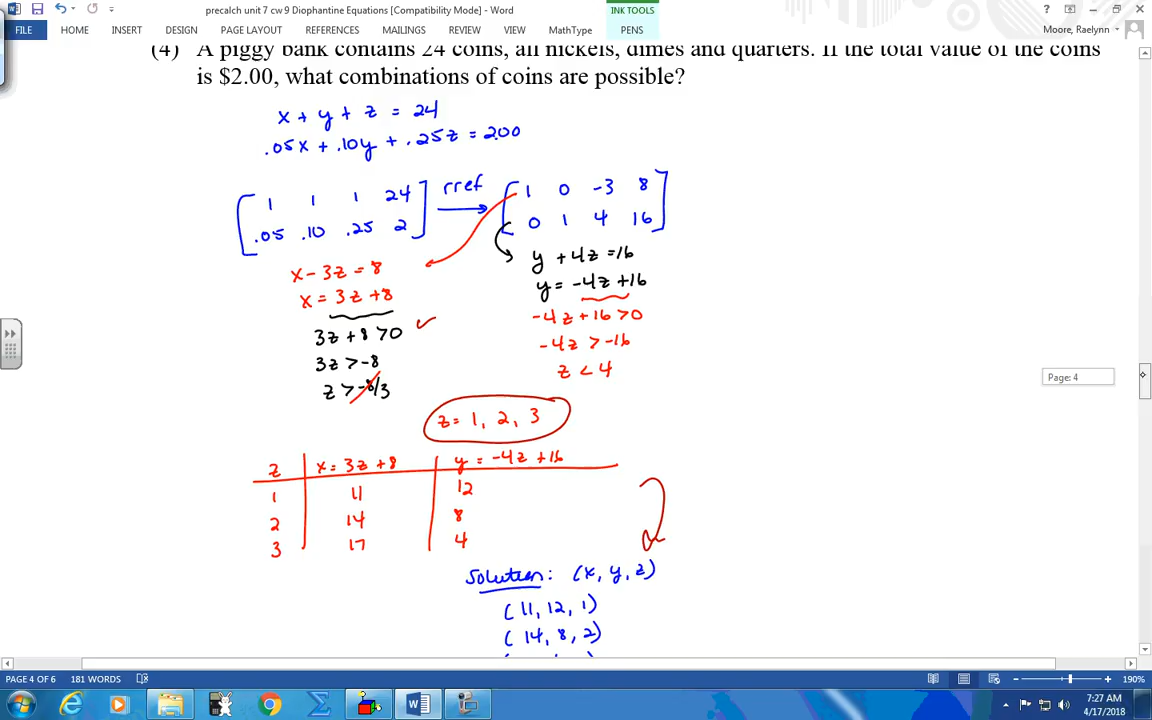 precalch unit 7 cw 9 Diophantine Equations [Compatibility Mode] - Word
INK TOOLS
FILE HOME INSERT DESIGN PAGE LAYOUT REFERENCES MAILINGS REVIEW VIEW MathType PENS
Moore, Raelynn
(4) A piggy bank contains 24 coins, all nickels, dimes and quarters. If the total value of the coins
is $2.00, what combinations of coins are possible?
x + y + z = 24
.05x + .10y + .25z = 2.00
1 1 1 24
.05 .10 .25 2
rref
1 0 -3 8
0 1 4 16
x - 3z = 8
x = 3z + 8
3z + 8 > 0
3z > -8
z > -8/3
y + 4z = 16
y = -4z + 16
-4z + 16 > 0
-4z > -16
z < 4
z = 1, 2, 3
z x = 3z + 8 y = -4z + 16
1 11 12
2 14 8
3 17 4
Solution: (x, y, z)
(11, 12, 1)
(14, 8, 2)
Page: 4
PAGE 4 OF 6 181 WORDS
190%
7:27 AM
4/17/2018